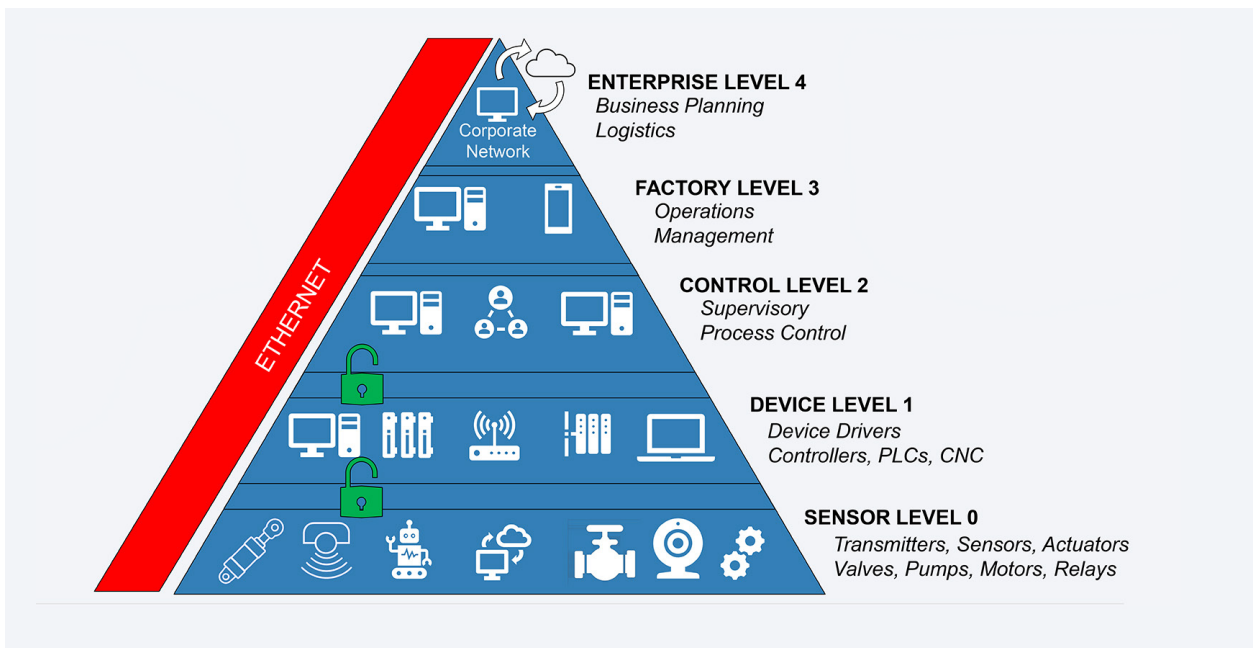 ENTERPRISE LEVEL 4
Business Planning
Logistics
Corporate
Network
FACTORY LEVEL 3
Operations
Management
CONTROL LEVEL 2
Supervisory
Process Control
ETHERNET
DEVICE LEVEL 1
Device Drivers
Controllers, PLCs, CNC
SENSOR LEVEL 0
Transmitters, Sensors, Actuators
Valves, Pumps, Motors, Relays